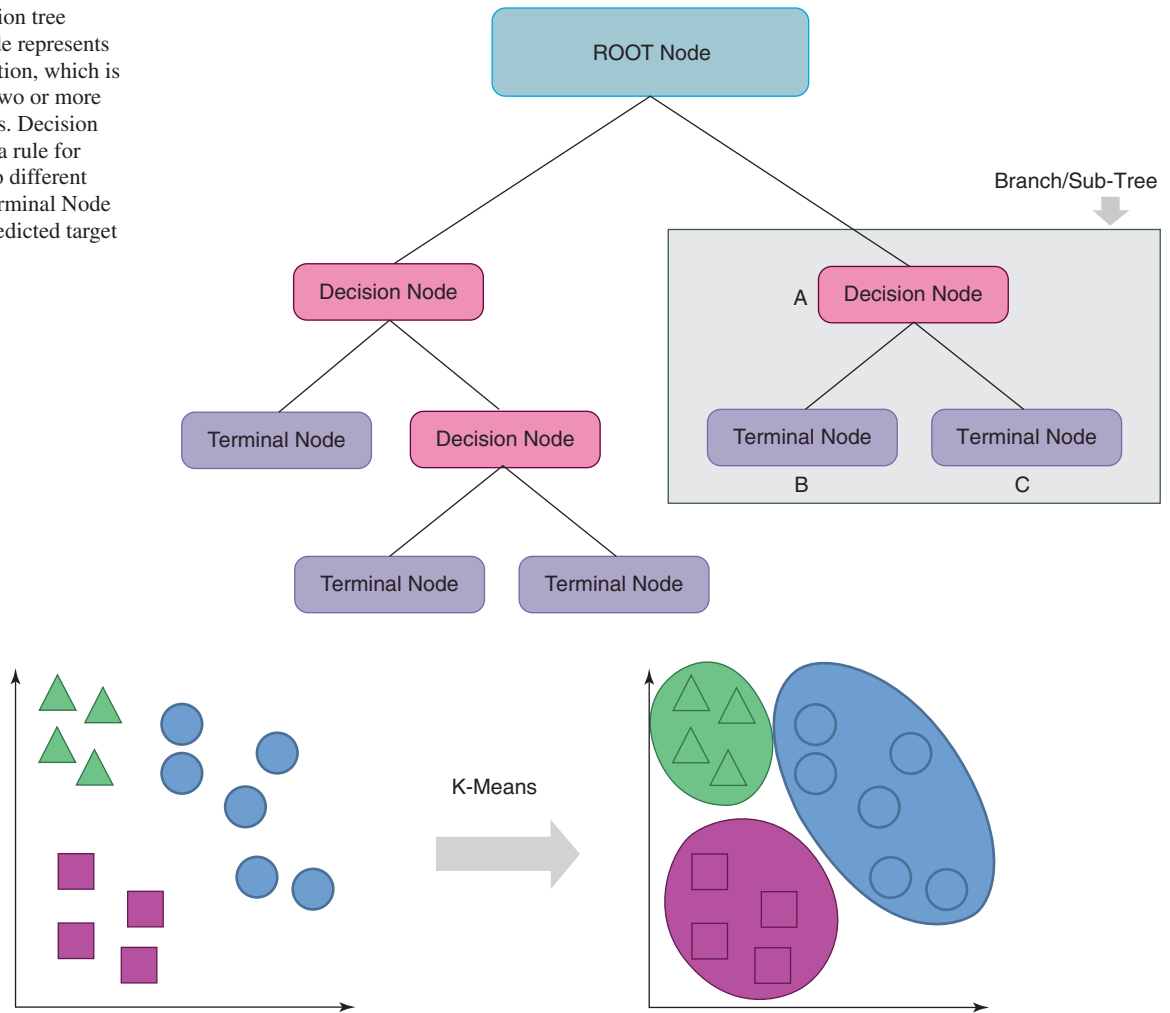 ion tree
le represents
tion, which is
two or more
s. Decision
a rule for
o different
rminal Node
edicted target
ROOT Node
Branch/Sub-Tree
Decision Node
A
Decision Node
Terminal Node
Decision Node
Terminal Node
Terminal Node
B
C
Terminal Node
Terminal Node
K-Means